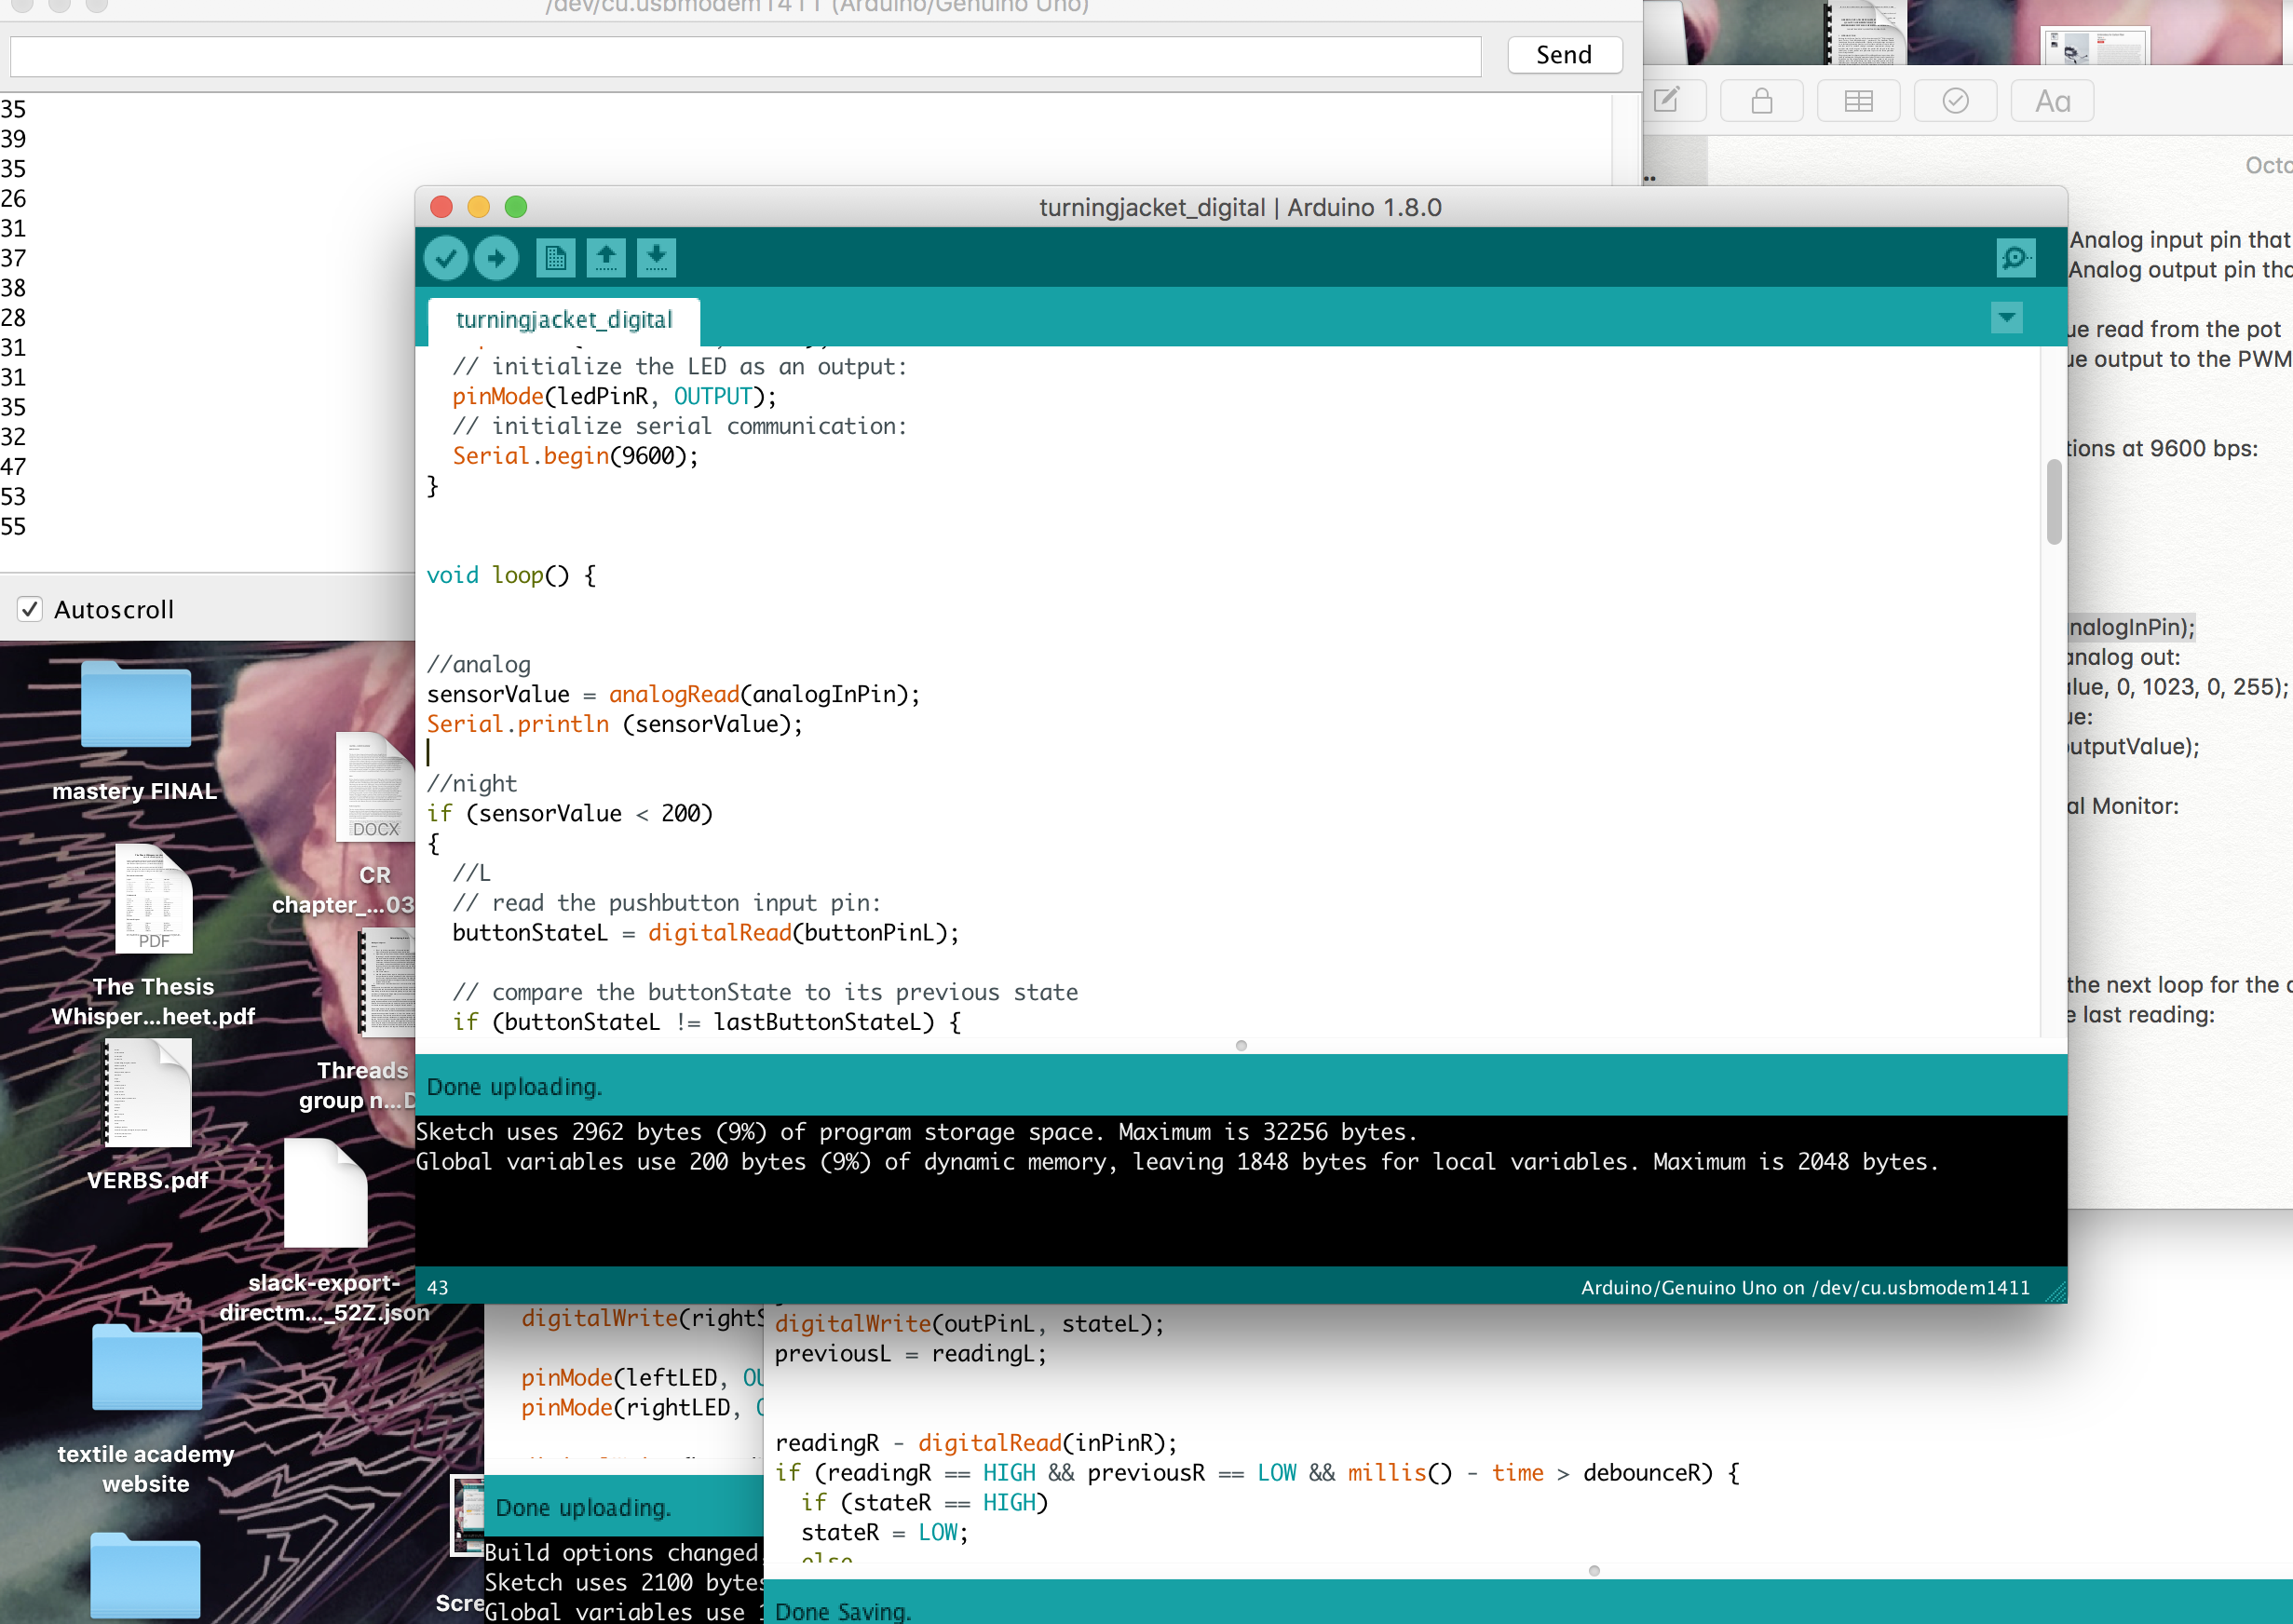 /dev/cu.usbmodem1411 (Arduino/Genuino Uno)
Send
35
39
35
26
31
37
38
28
31
31
35
32
47
53
55
Autoscroll
turningjacket_digital | Arduino 1.8.0
turningjacket_digital
// initialize the LED as an output:
pinMode(ledPinR, OUTPUT);
// initialize serial communication:
Serial.begin(9600);
}
void loop() {
//analog
sensorValue = analogRead(analogInPin);
Serial.println (sensorValue);
//night
if (sensorValue < 200)
{
//L
// read the pushbutton input pin:
buttonStateL = digitalRead(buttonPinL);
// compare the buttonState to its previous state
if (buttonStateL != lastButtonStateL) {
Done uploading.
Sketch uses 2962 bytes (9%) of program storage space. Maximum is 32256 bytes.
Global variables use 200 bytes (9%) of dynamic memory, leaving 1848 bytes for local variables. Maximum is 2048 bytes.
43
Arduino/Genuino Uno on /dev/cu.usbmodem1411
Aa
Octo
Analog input pin that
Analog output pin tha
ue read from the pot
ue output to the PWM
tions at 9600 bps:
nalogInPin);
analog out:
alue, 0, 1023, 0, 255);
ue:
outputValue);
al Monitor:
the next loop for the
e last reading:
mastery FINAL
DOCX
CR
chapter_...03
PDF
The Thesis
Whisper...heet.pdf
Threads
group n...D
VERBS.pdf
slack-export-
directm..._52Z.json
textile academy
website
Scre
digitalWrite(rightS
pinMode(leftLED, OU
pinMode(rightLED, O
Done uploading.
Build options changed,
Sketch uses 2100 bytes
Global variables use 1
digitalWrite(outPinL, stateL);
previousL = readingL;
readingR - digitalRead(inPinR);
if (readingR == HIGH && previousR == LOW && millis() - time > debounceR) {
if (stateR == HIGH)
stateR = LOW;
else
Done Saving.